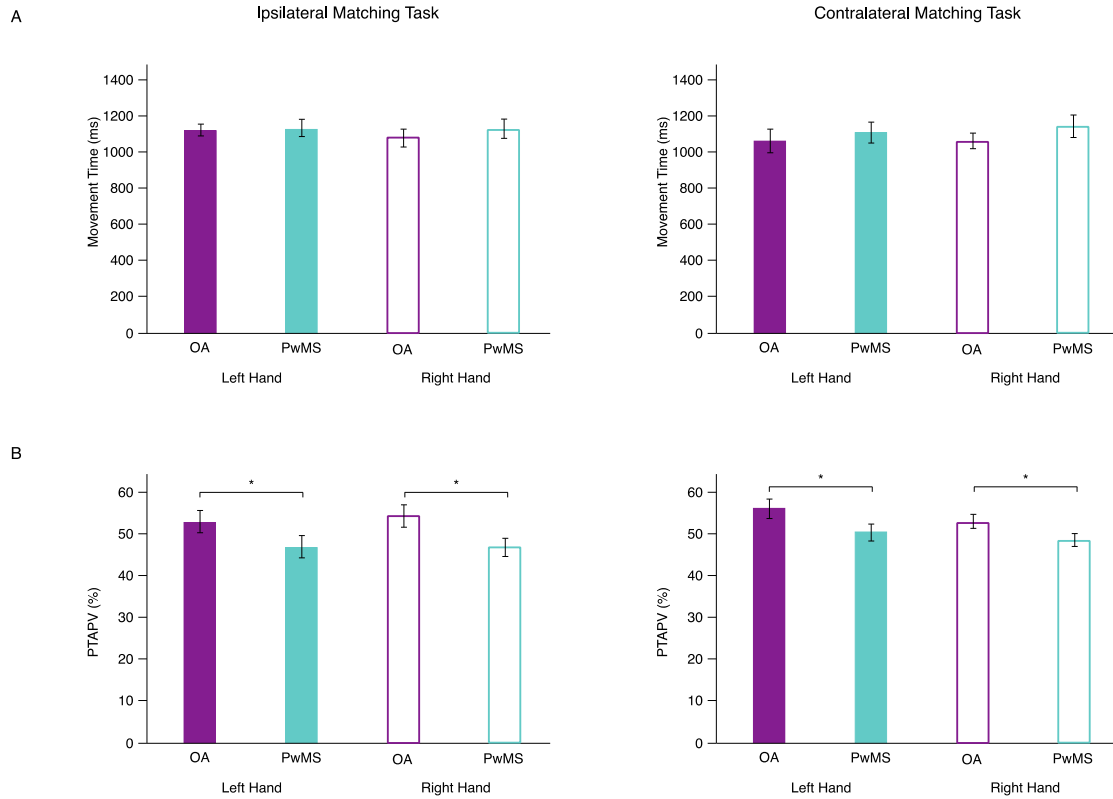 A
Ipsilateral Matching Task
Contralateral Matching Task
Movement Time (ms)
1400
1200
1000
800
600
400
200
0
OA
PwMS
OA
PwMS
Left Hand
Right Hand
Movement Time (ms)
1400
1200
1000
800
600
400
200
0
OA
PwMS
OA
PwMS
Left Hand
Right Hand
B
PTAPV (%)
60
50
40
30
20
10
0
*
*
OA
PwMS
OA
PwMS
Left Hand
Right Hand
PTAPV (%)
60
50
40
30
20
10
0
*
*
OA
PwMS
OA
PwMS
Left Hand
Right Hand